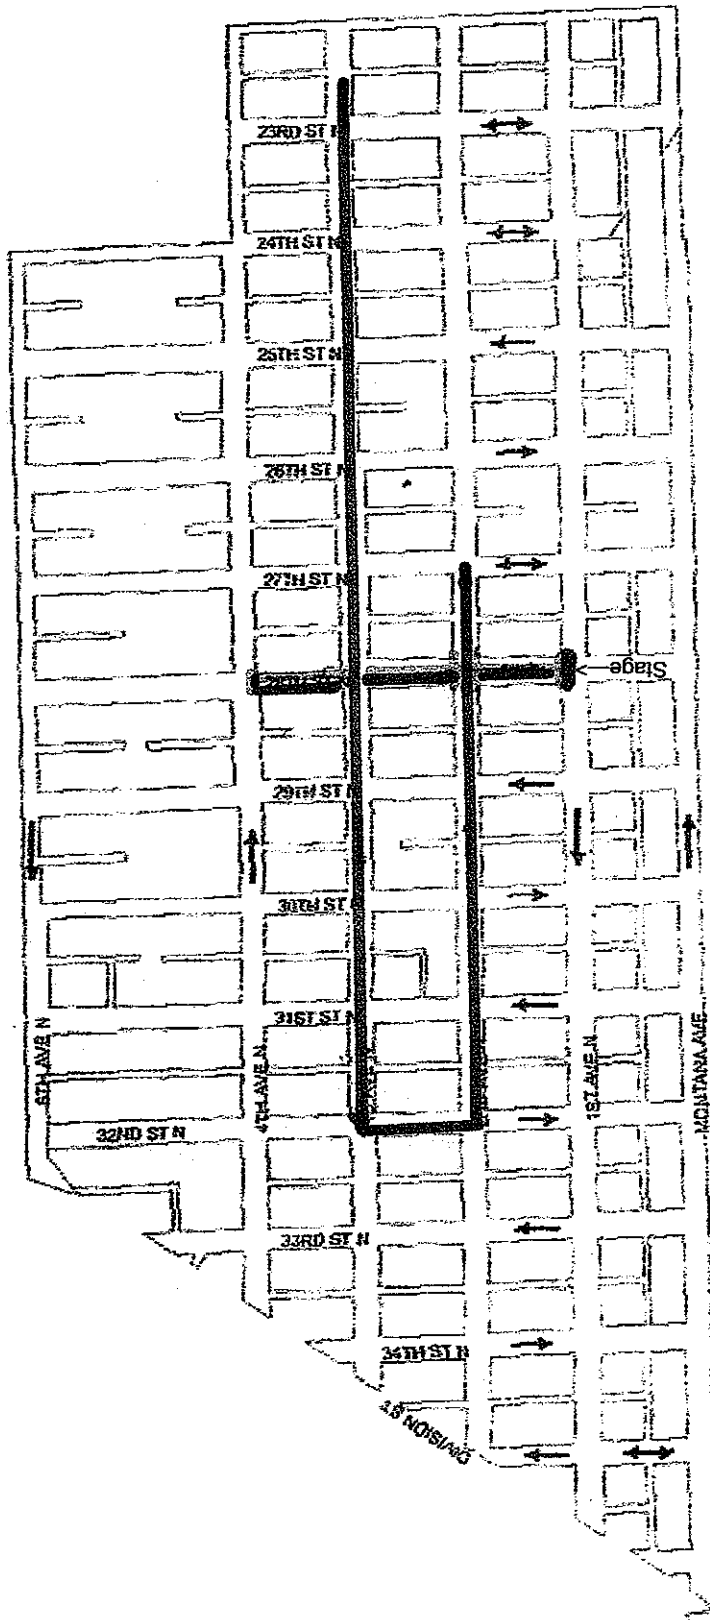 23RD ST N
24TH ST N
25TH ST N
26TH ST N
27TH ST N
Stage
29TH ST N
30TH ST N
31ST ST N
6TH AVE N
4TH AVE N
1ST AVE N
MONTANA AVE
32ND ST N
33RD ST N
34TH ST N
DIVISION ST